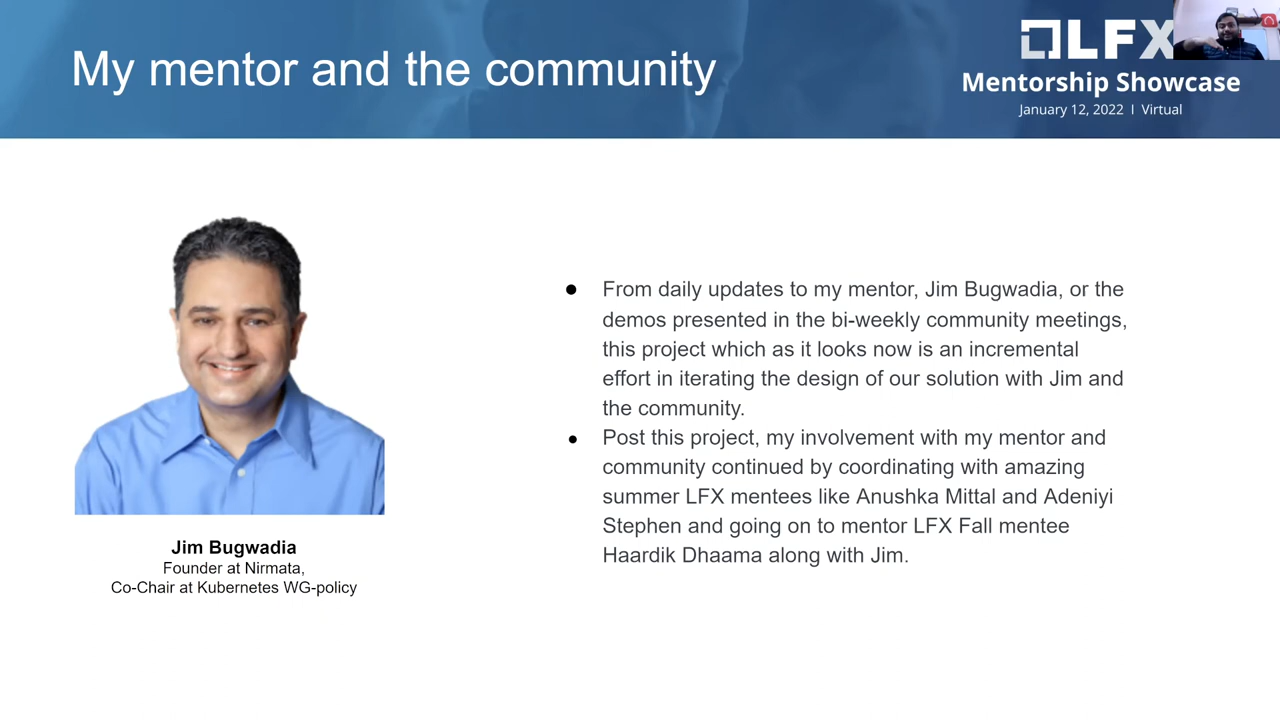 My mentor and the community
LFX
Mentorship Showcase
January 12, 2022 | Virtual
● From daily updates to my mentor, Jim Bugwadia, or the
demos presented in the bi-weekly community meetings,
this project which as it looks now is an incremental
effort in iterating the design of our solution with Jim and
the community.
● Post this project, my involvement with my mentor and
community continued by coordinating with amazing
summer LFX mentees like Anushka Mittal and Adeniyi
Stephen and going on to mentor LFX Fall mentee
Haardik Dhaama along with Jim.
Jim Bugwadia
Founder at Nirmata,
Co-Chair at Kubernetes WG-policy